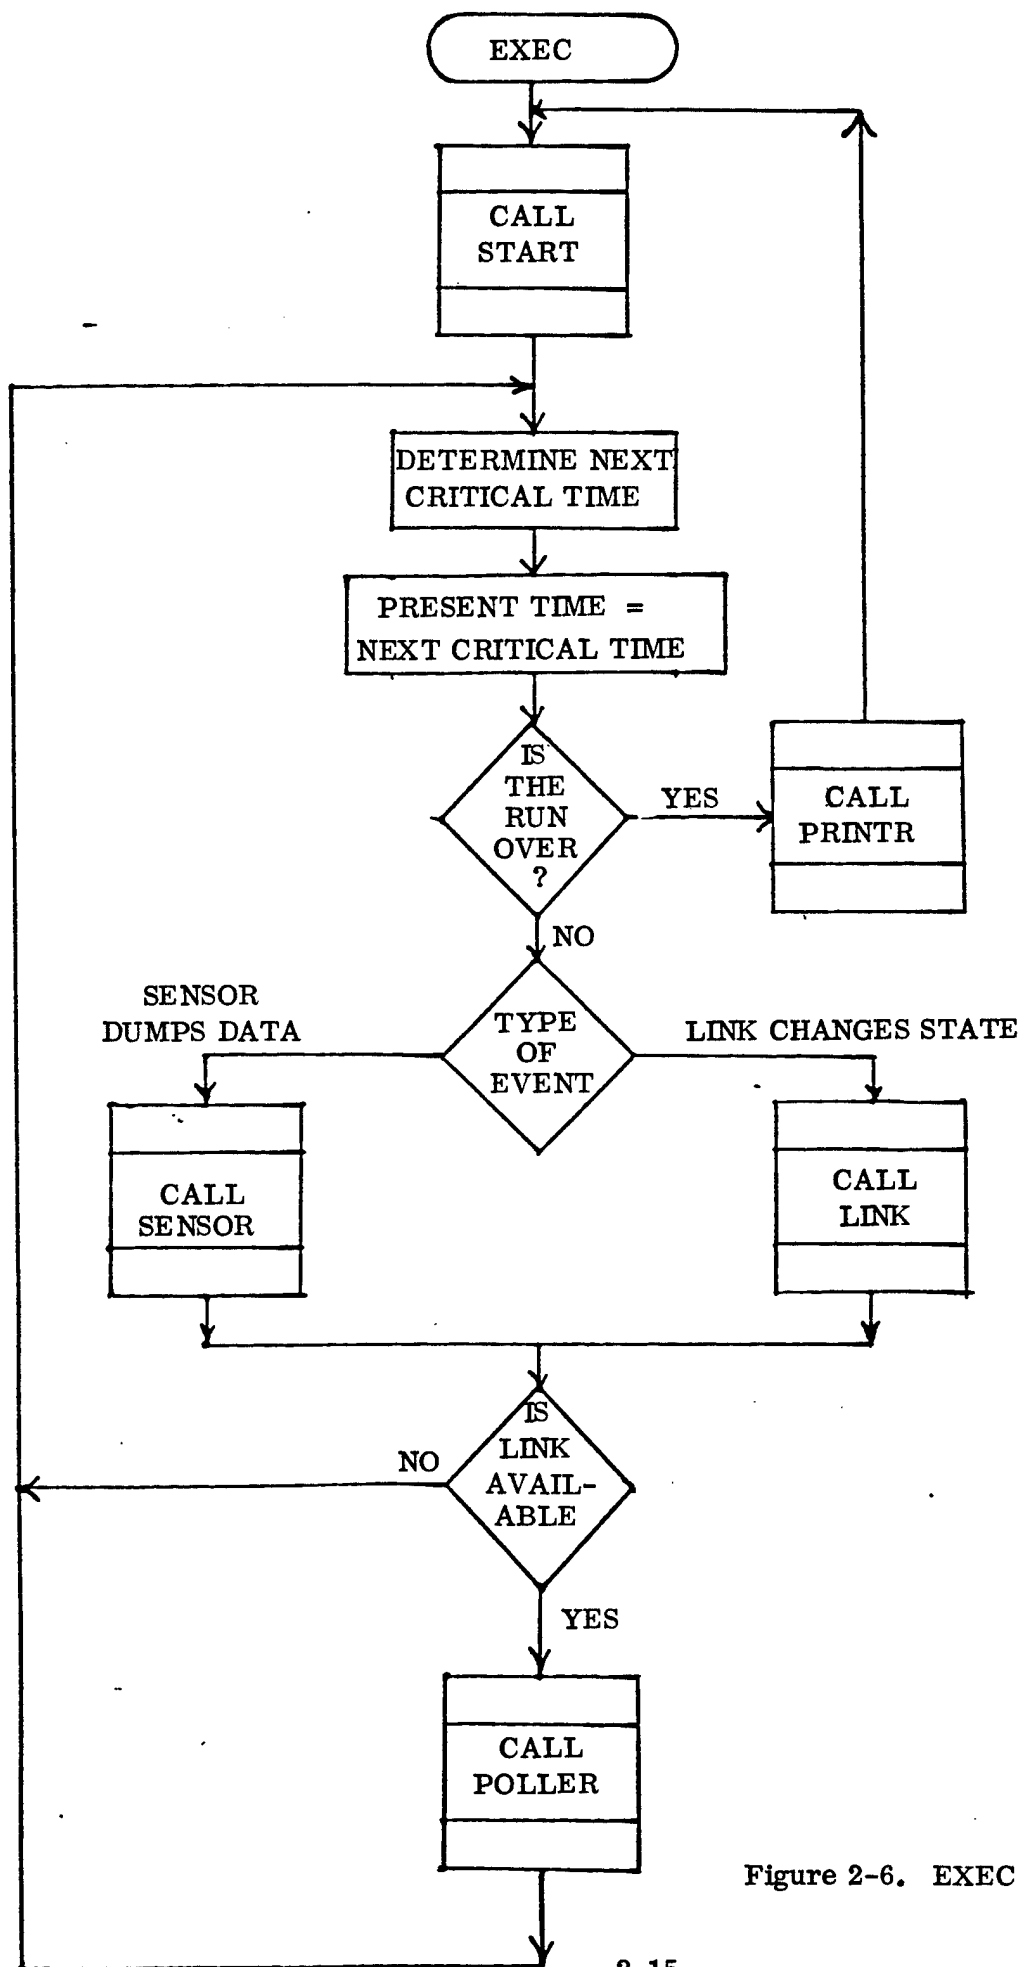 EXEC
CALL
START
DETERMINE NEXT
CRITICAL TIME
PRESENT TIME =
NEXT CRITICAL TIME
IS
THE
RUN
OVER
?
YES
CALL
PRINTR
NO
SENSOR
DUMPS DATA
TYPE
OF
EVENT
LINK CHANGES STATE
CALL
SENSOR
CALL
LINK
IS
LINK
AVAIL-
ABLE
NO
YES
CALL
POLLER
Figure 2-6. EXEC